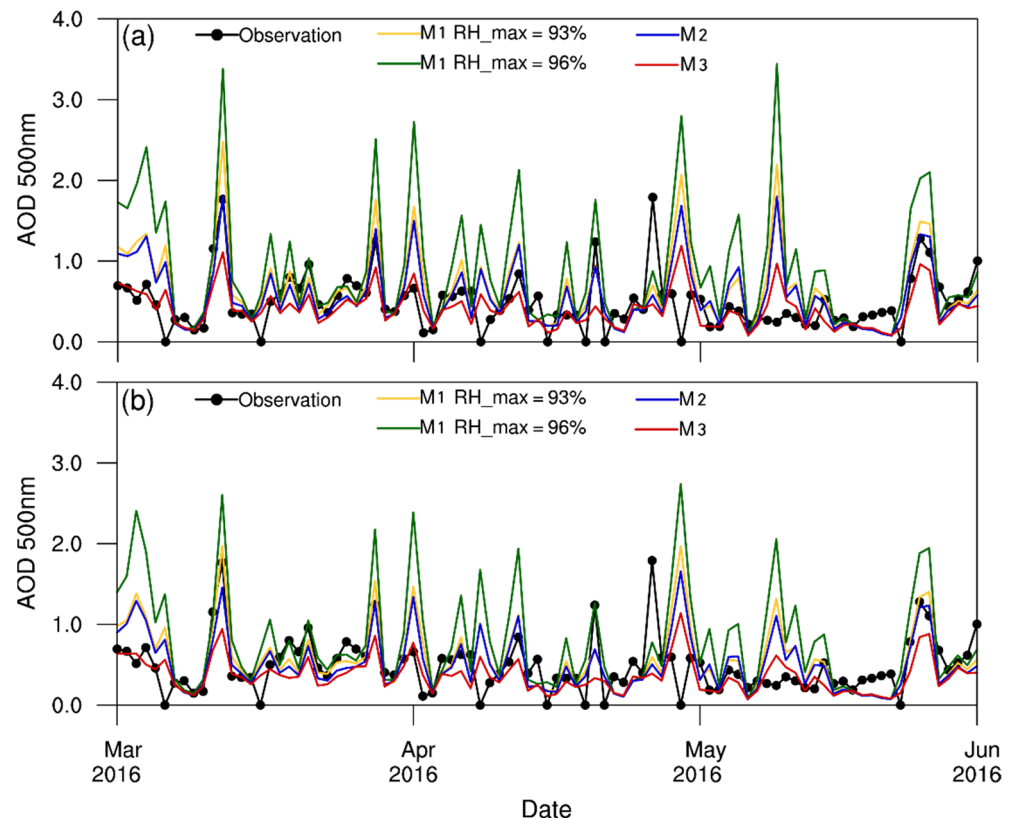 4.0
(a)
Observation
M1 RH_max = 93%
M2
M1 RH_max = 96%
M3
3.0
AOD 500nm
2.0
1.0
0.0
4.0
(b)
Observation
M1 RH_max = 93%
M2
M1 RH_max = 96%
M3
3.0
AOD 500nm
2.0
1.0
0.0
Mar
2016
Apr
2016
May
2016
Jun
2016
Date